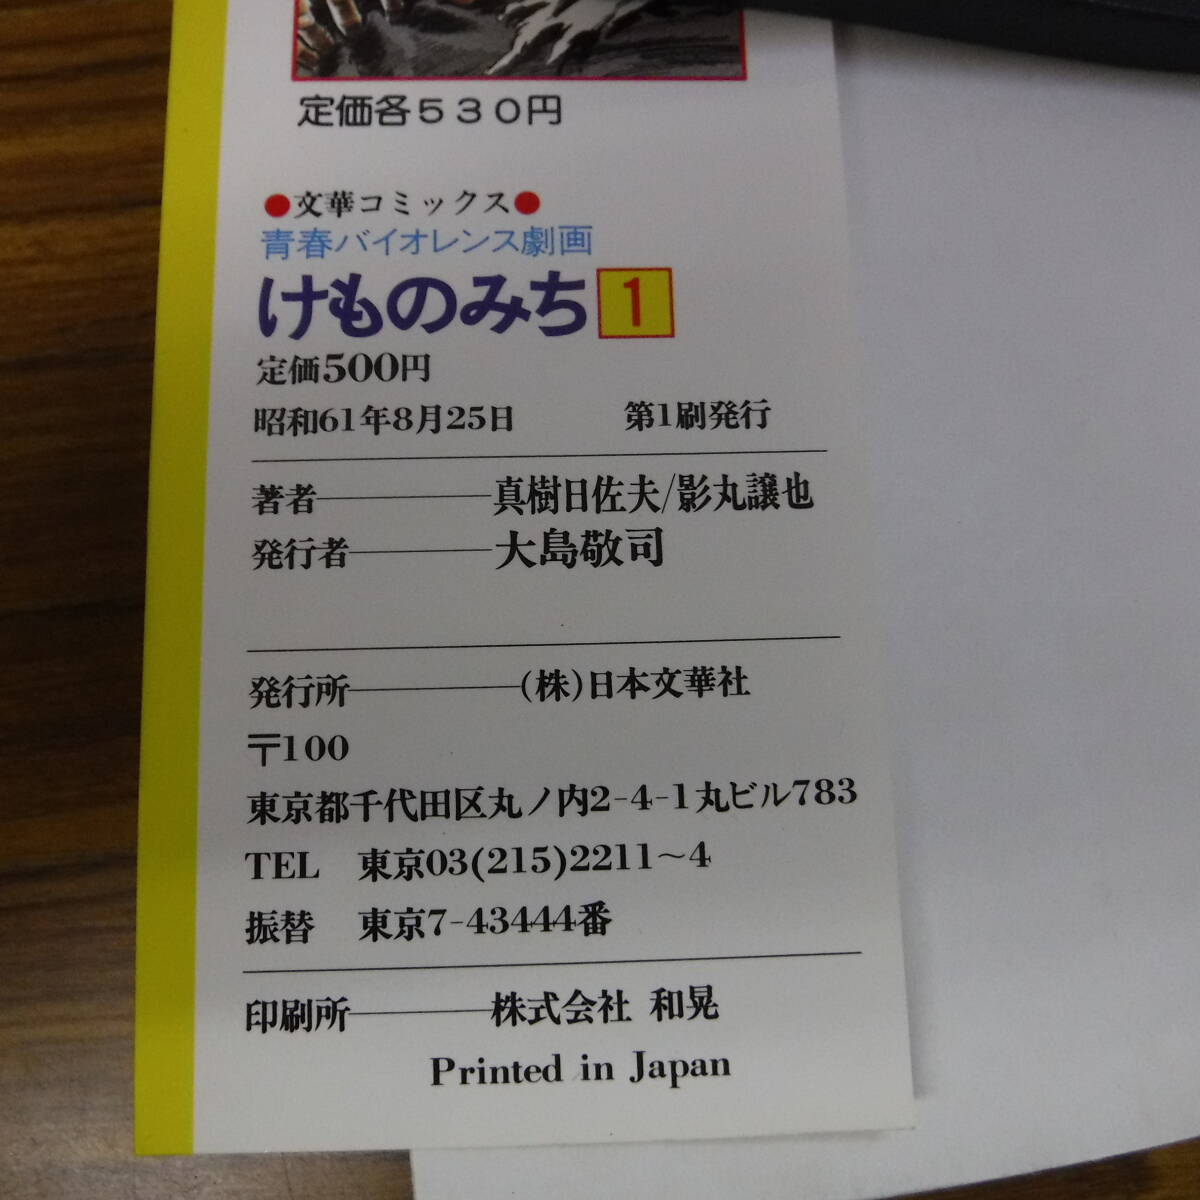 定価各530円
●文華コミックス●
青春バイオレンス劇画
けものみち 1
定価500円
昭和61年8月25日 第1刷発行
著者――――真樹日佐夫/影丸譲也
発行者――――大島敬司
発行所――――(株)日本文華社
〒100
東京都千代田区丸ノ内2-4-1丸ビル783
TEL 東京03(215)2211〜4
振替 東京7-43444番
印刷所――――株式会社 和晃
Printed in Japan